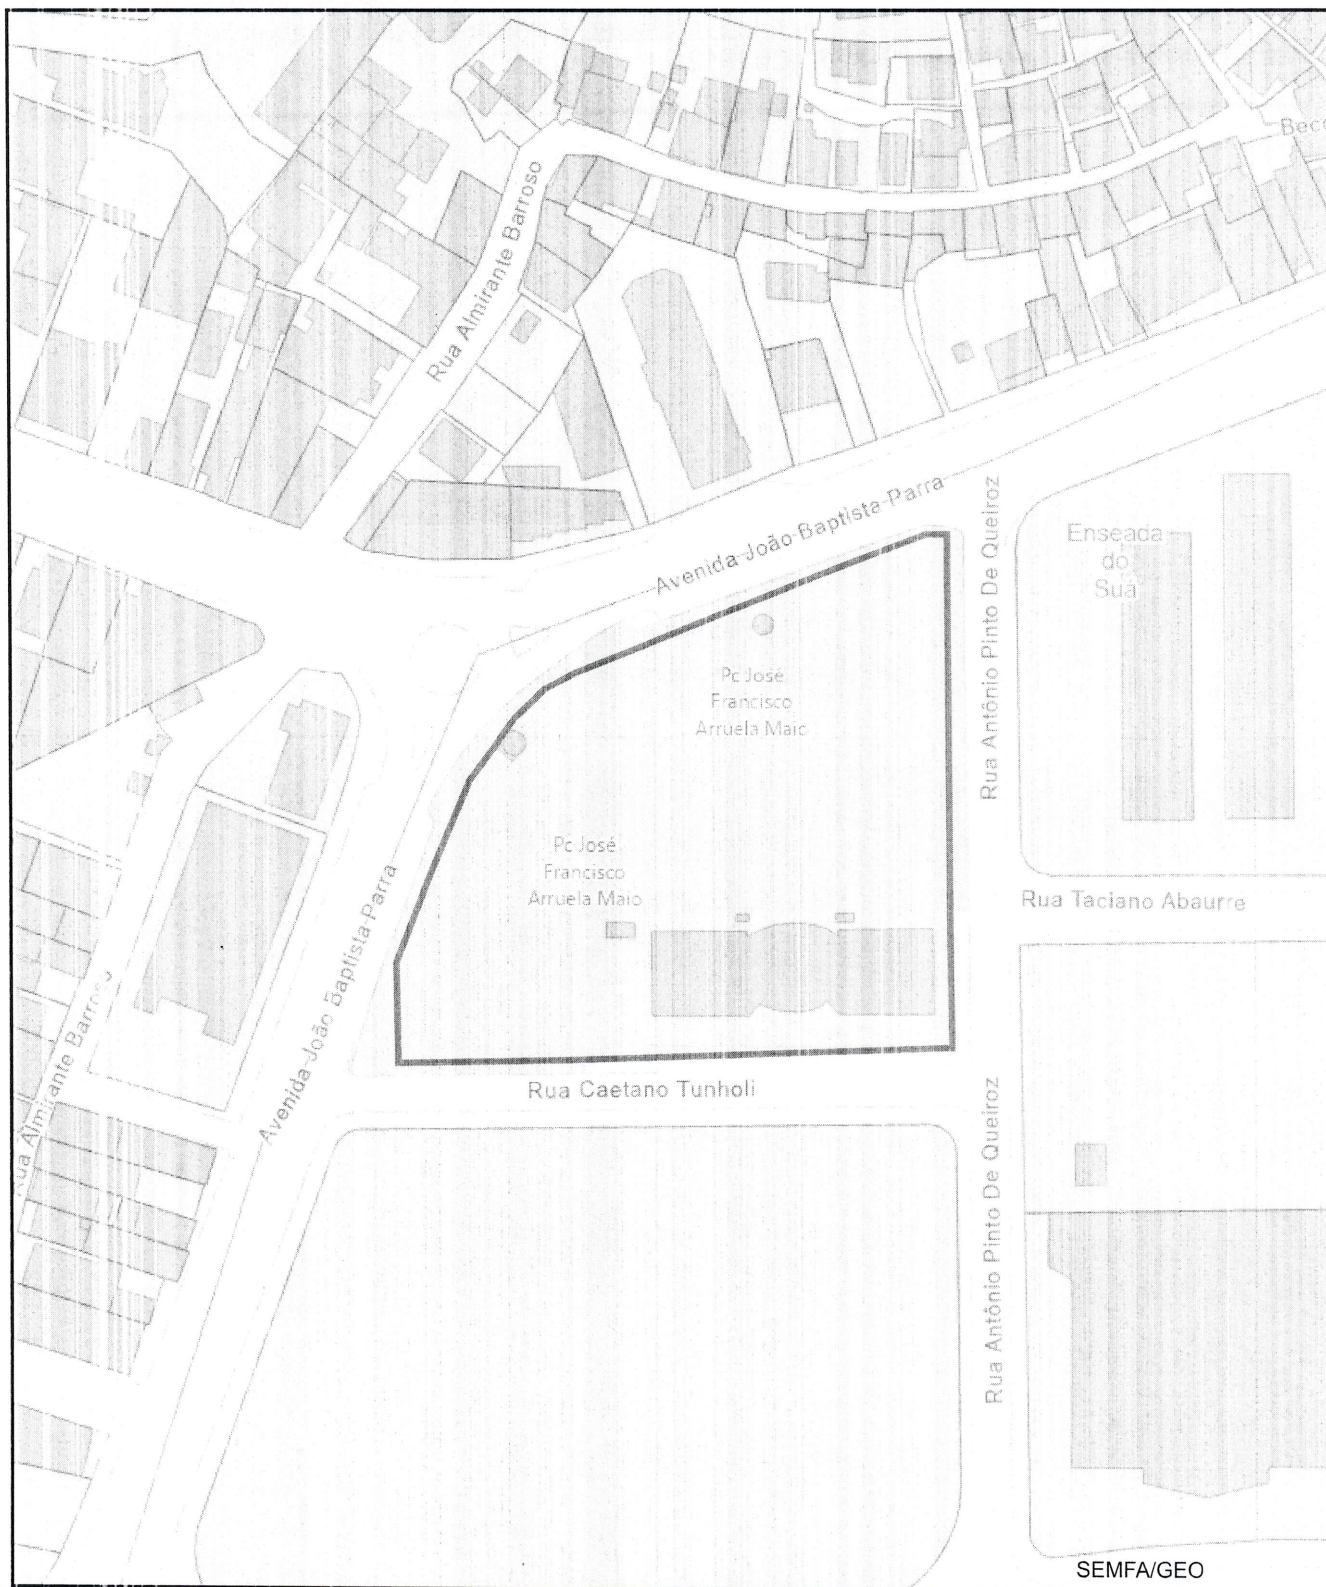 Beco
Rua Almirante Barroso
Avenida João Baptista Parra
Rua Antônio Pinto De Queiroz
Enseada
do
Suá
Pc José
Francisco
Arruela Maio
Pc José
Francisco
Arruela Maio
Rua Taciano Abaurre
Avenida João Baptista Parra
Rua Almirante Barroso
Rua Caetano Tunholi
Rua Antônio Pinto De Queiroz
SEMFA/GEO